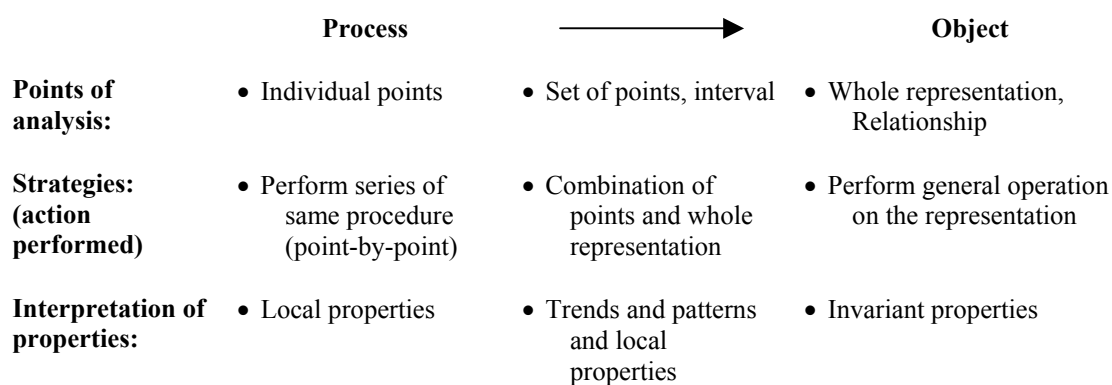 Process Object
Points of • Individual points • Set of points, interval • Whole representation,
analysis: Relationship
Strategies: • Perform series of • Combination of • Perform general operation
(action same procedure points and whole on the representation
performed) (point-by-point) representation
Interpretation of • Local properties • Trends and patterns • Invariant properties
properties: and local
properties